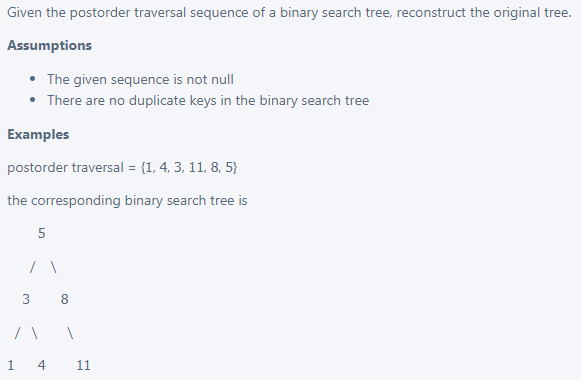 Given the postorder traversal sequence of a binary search tree, reconstruct the original tree.
Assumptions
• The given sequence is not null
• There are no duplicate keys in the binary search tree
Examples
postorder traversal = {1, 4, 3, 11, 8, 5}
the corresponding binary search tree is
5
/ \
3 8
/ \ \
1 4 11